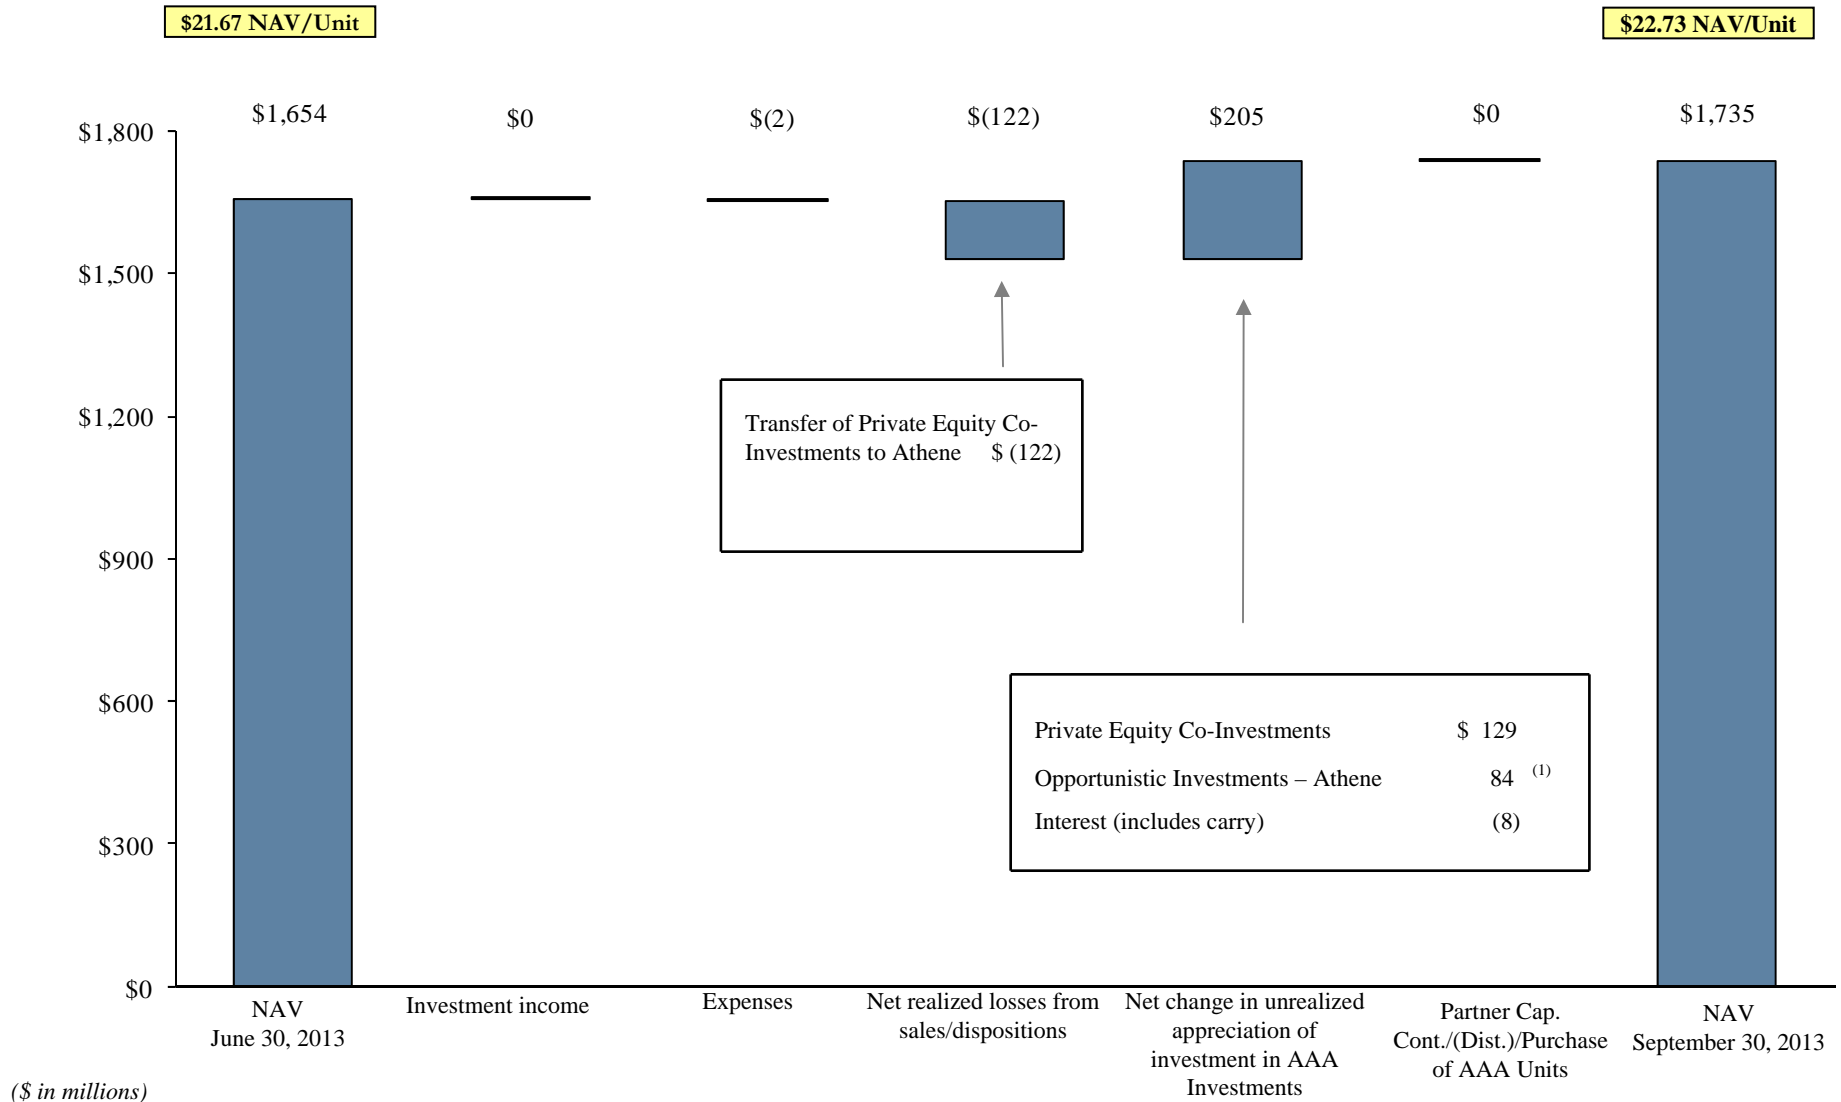 $21.67 NAV/Unit
$22.73 NAV/Unit
$1,654
$0
$(2)
$(122)
$205
$0
$1,735
$1,800
$1,500
$1,200
$900
$600
$300
$0
Transfer of Private Equity Co-
Investments to Athene $ (122)
Private Equity Co-Investments $ 129
Opportunistic Investments – Athene 84 (1)
Interest (includes carry) (8)
NAV
June 30, 2013
Investment income
Expenses
Net realized losses from
sales/dispositions
Net change in unrealized
appreciation of
investment in AAA
Investments
Partner Cap.
Cont./(Dist.)/Purchase
of AAA Units
NAV
September 30, 2013
($ in millions)